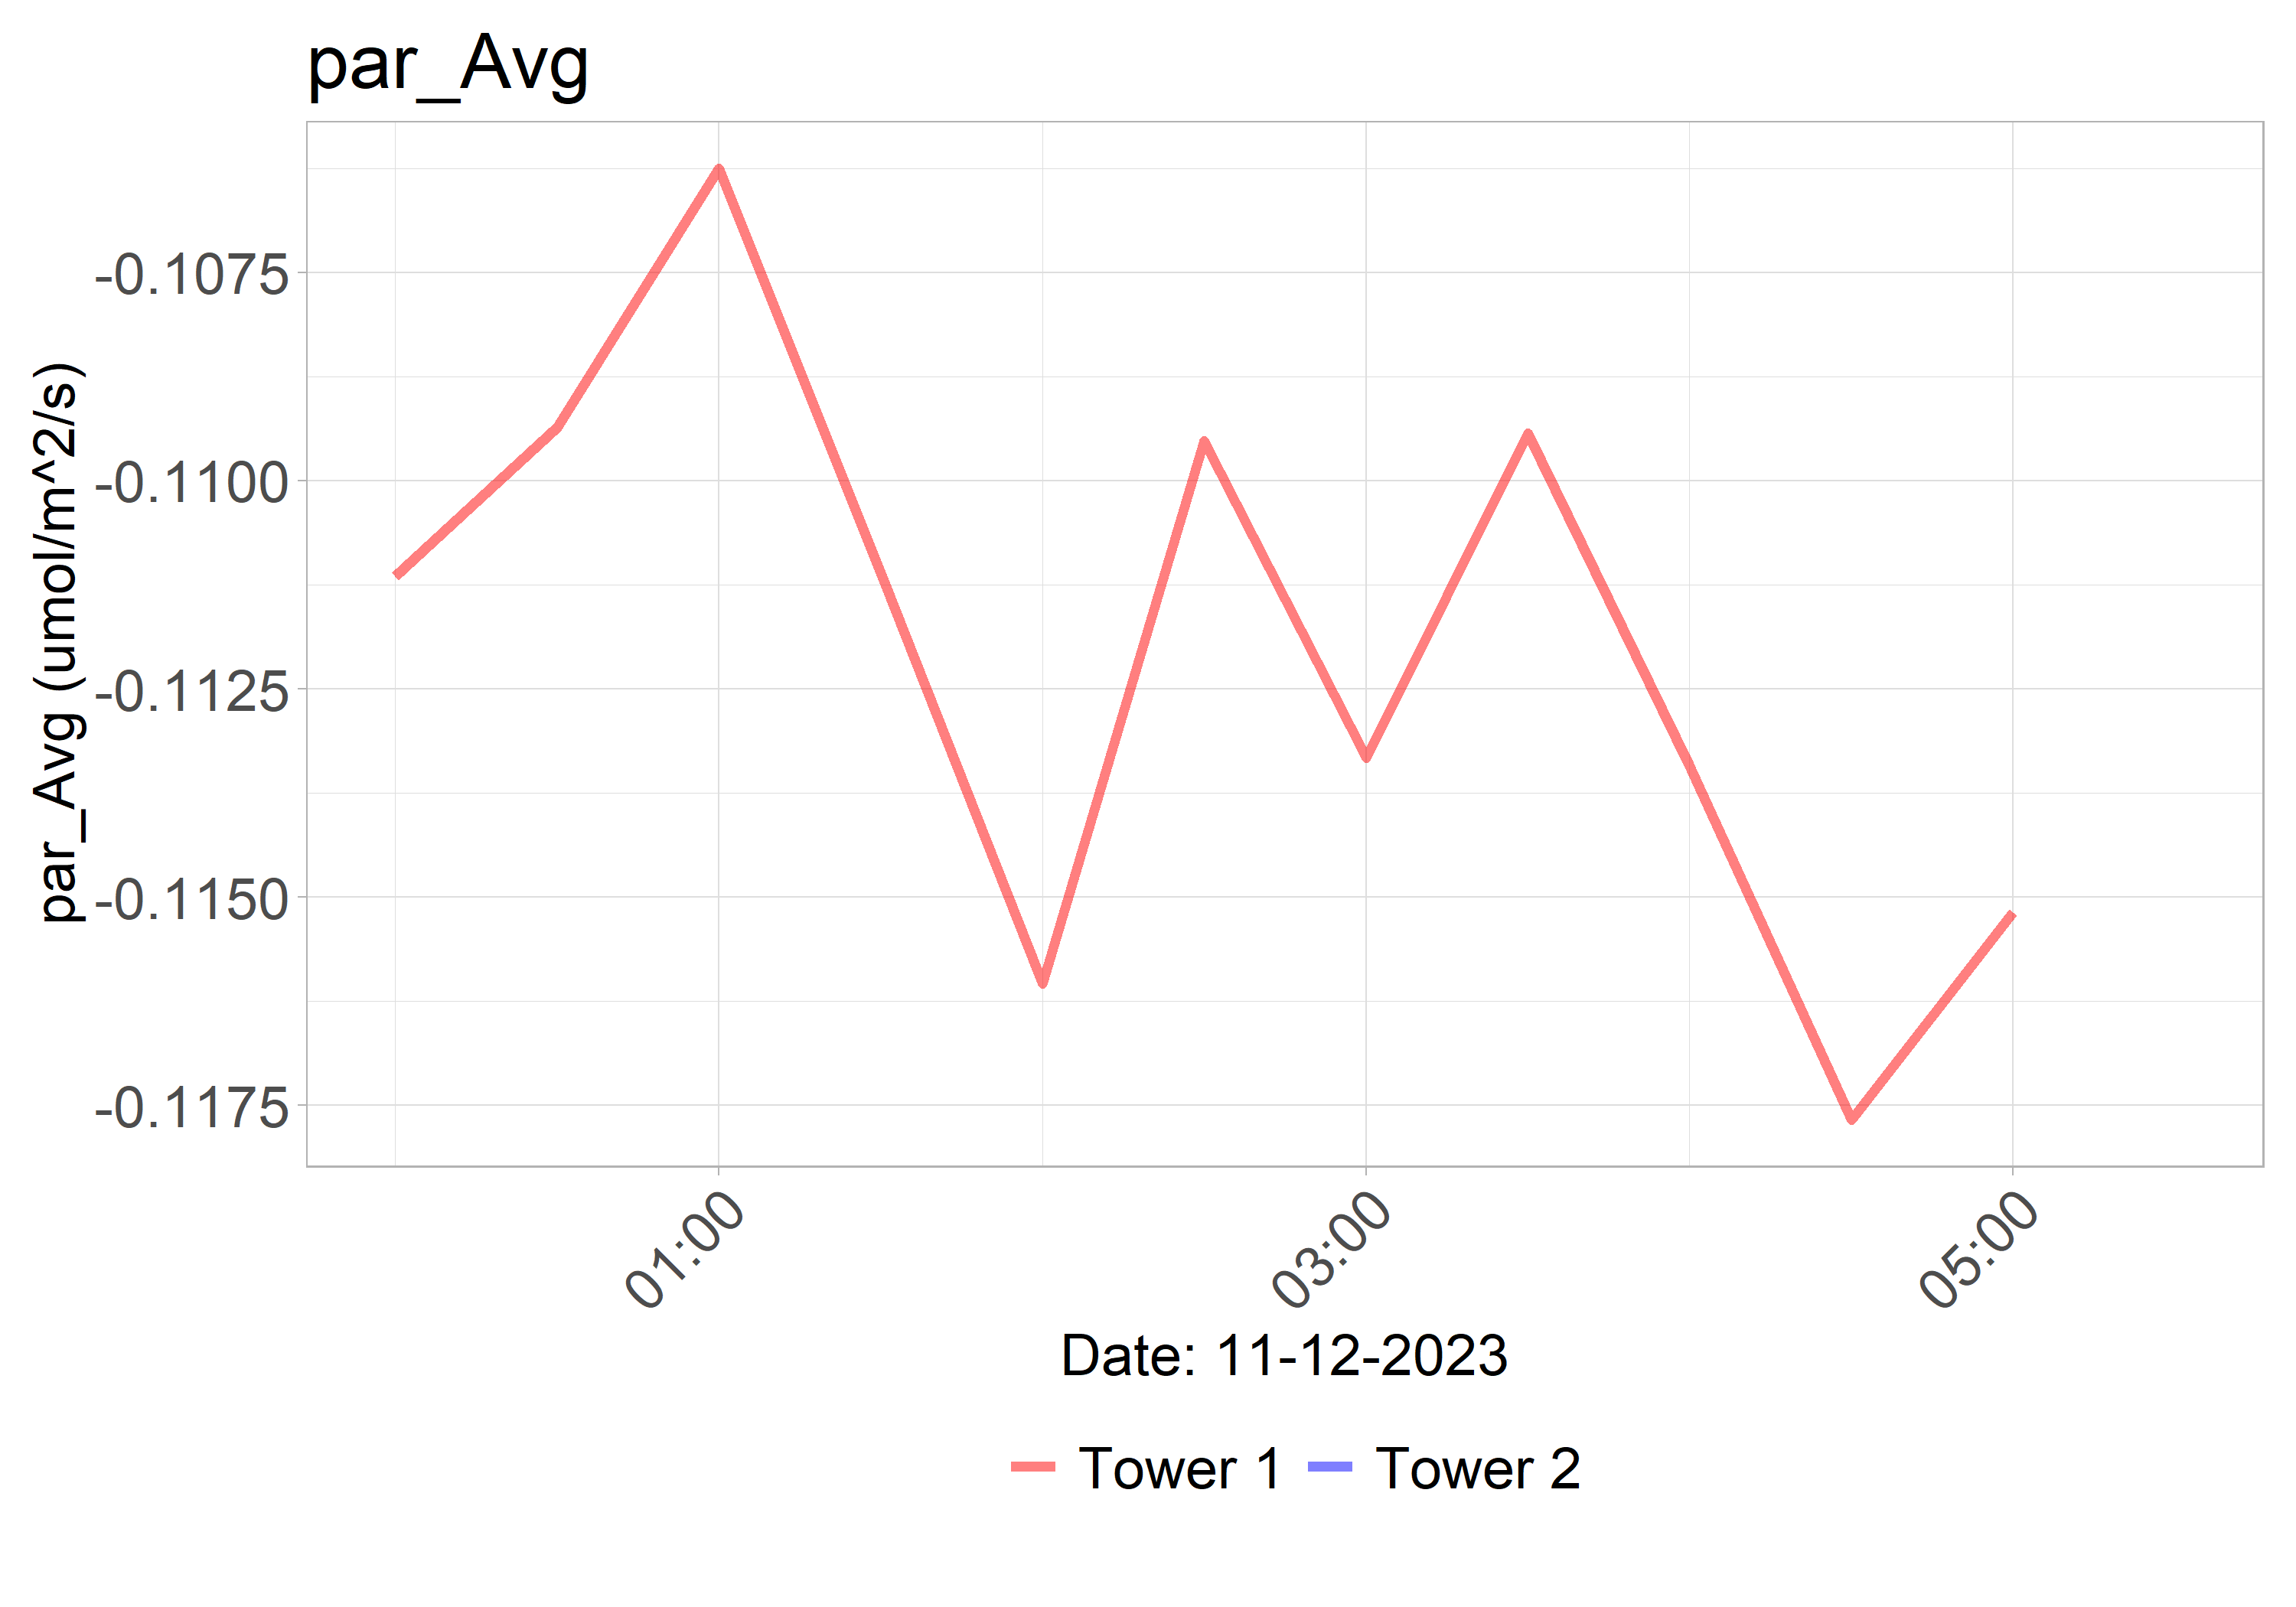 par_Avg
par_Avg (umol/m^2/s)
-0.1075
-0.1100
-0.1125
-0.1150
-0.1175
01:00
03:00
05:00
Date: 11-12-2023
Tower 1
Tower 2